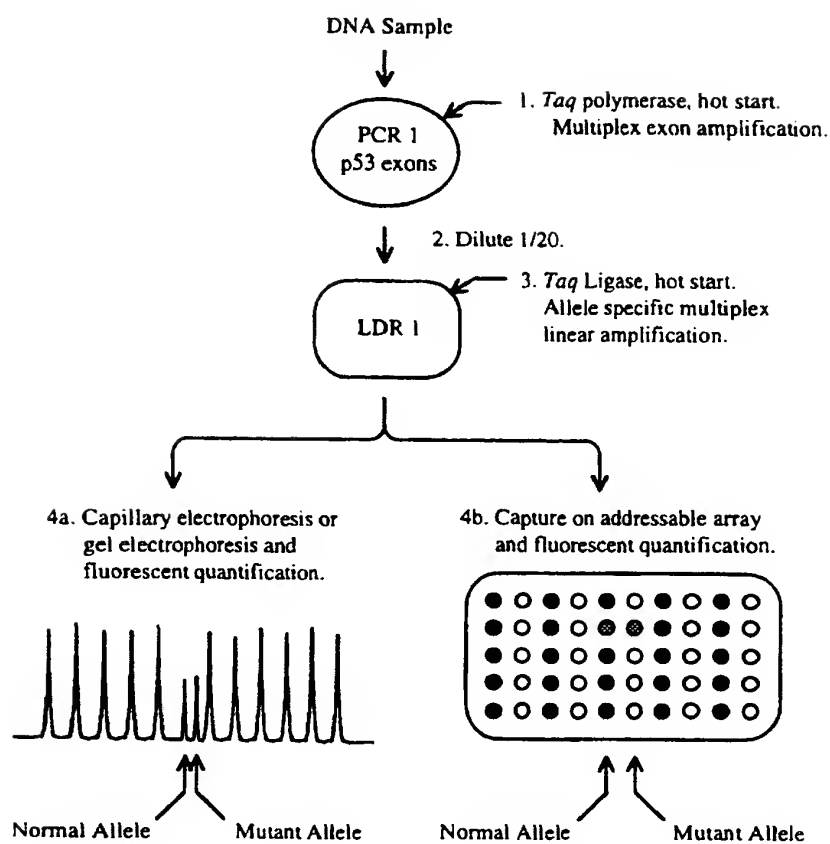 DNA Sample
1. Taq polymerase, hot start.
Multiplex exon amplification.
PCR 1
p53 exons
2. Dilute 1/20.
3. Taq Ligase, hot start.
Allele specific multiplex
linear amplification.
LDR 1
4a. Capillary electrophoresis or
gel electrophoresis and
fluorescent quantification.
4b. Capture on addressable array
and fluorescent quantification.
Normal Allele
Mutant Allele
Normal Allele
Mutant Allele